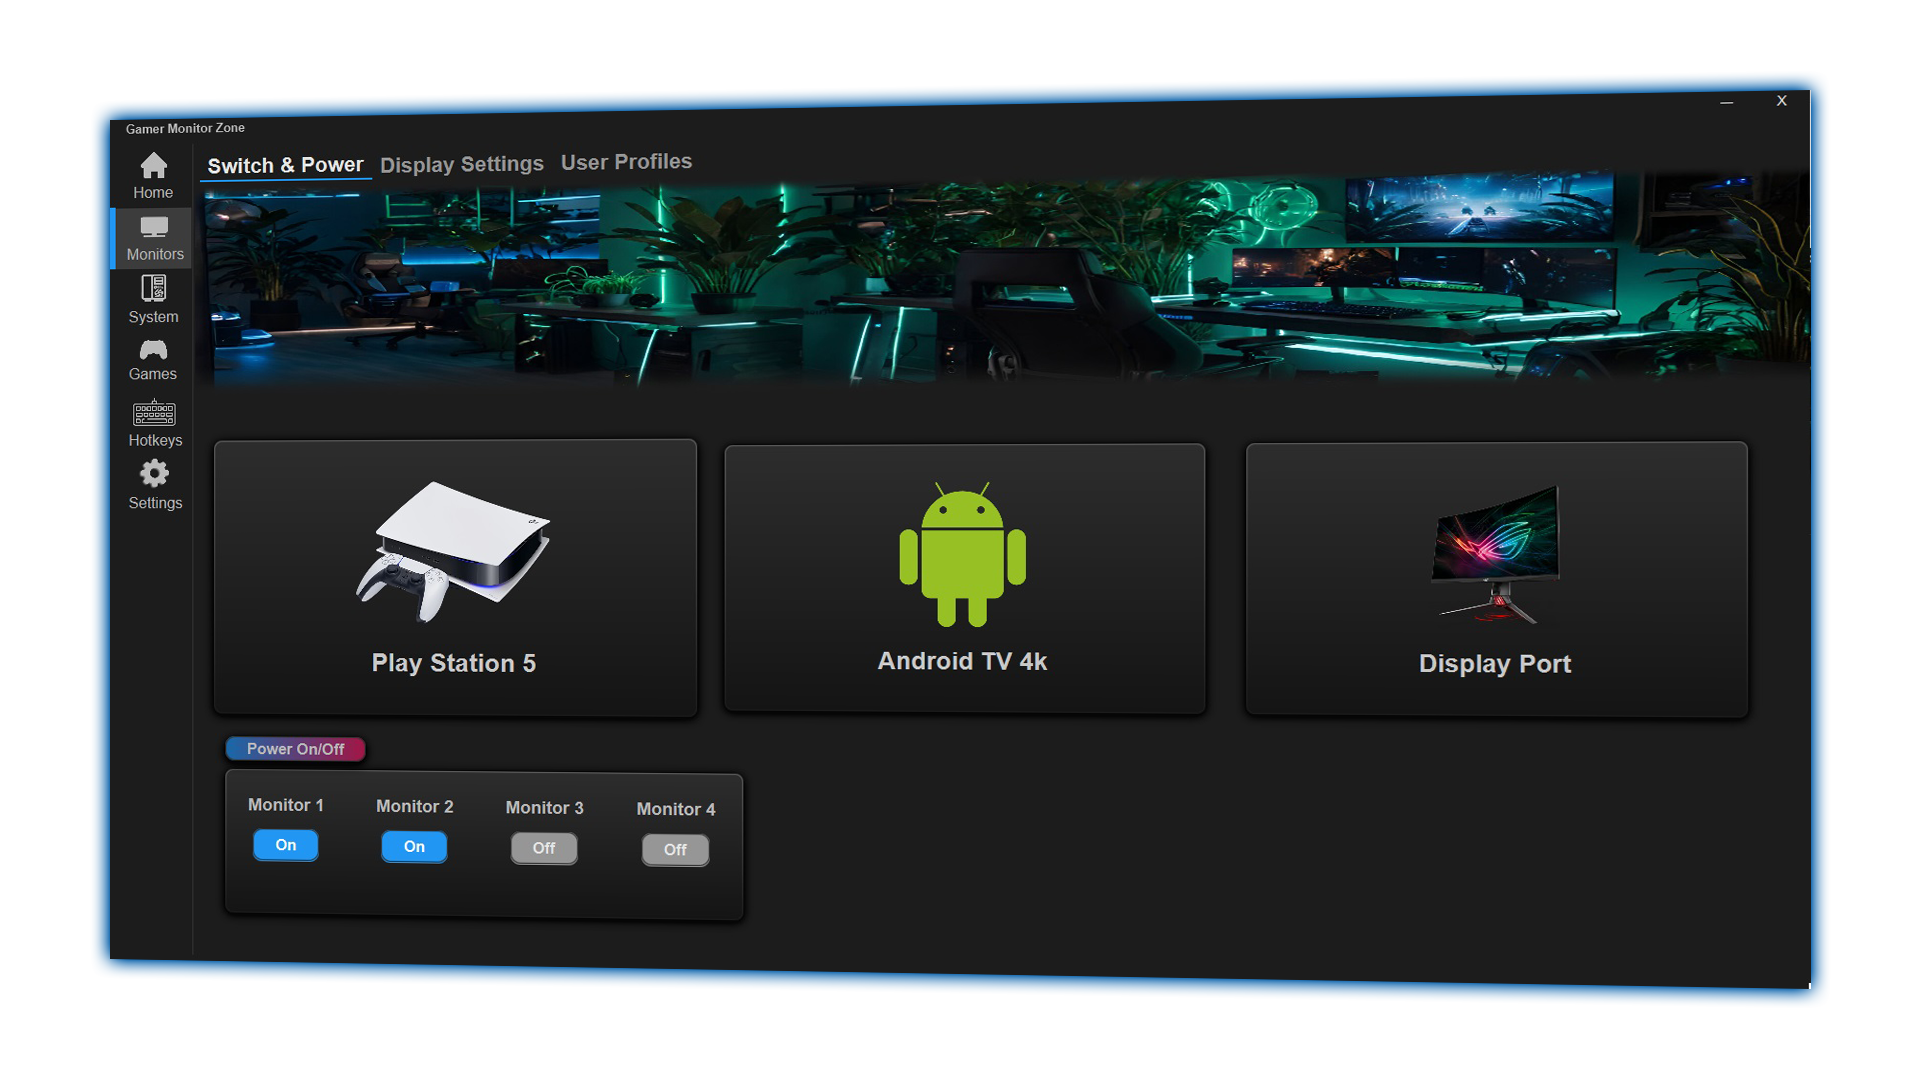 Gamer Monitor Zone
Home
Monitors
System
Games
Hotkeys
Settings
Switch & Power
Display Settings
User Profiles
Play Station 5
Android TV 4k
Display Port
Power On/Off
Monitor 1
Monitor 2
Monitor 3
Monitor 4
On
On
Off
Off